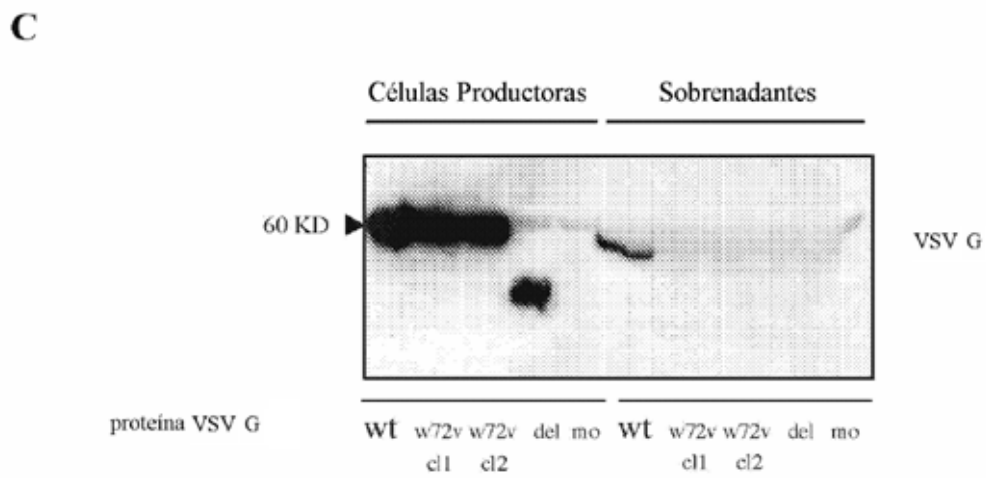 C
Células Productoras Sobrenadantes
60 KD
VSV G
proteína VSV G
wt w72v w72v del mo wt w72v w72v del mo
cl1 cl2 cl1 cl2